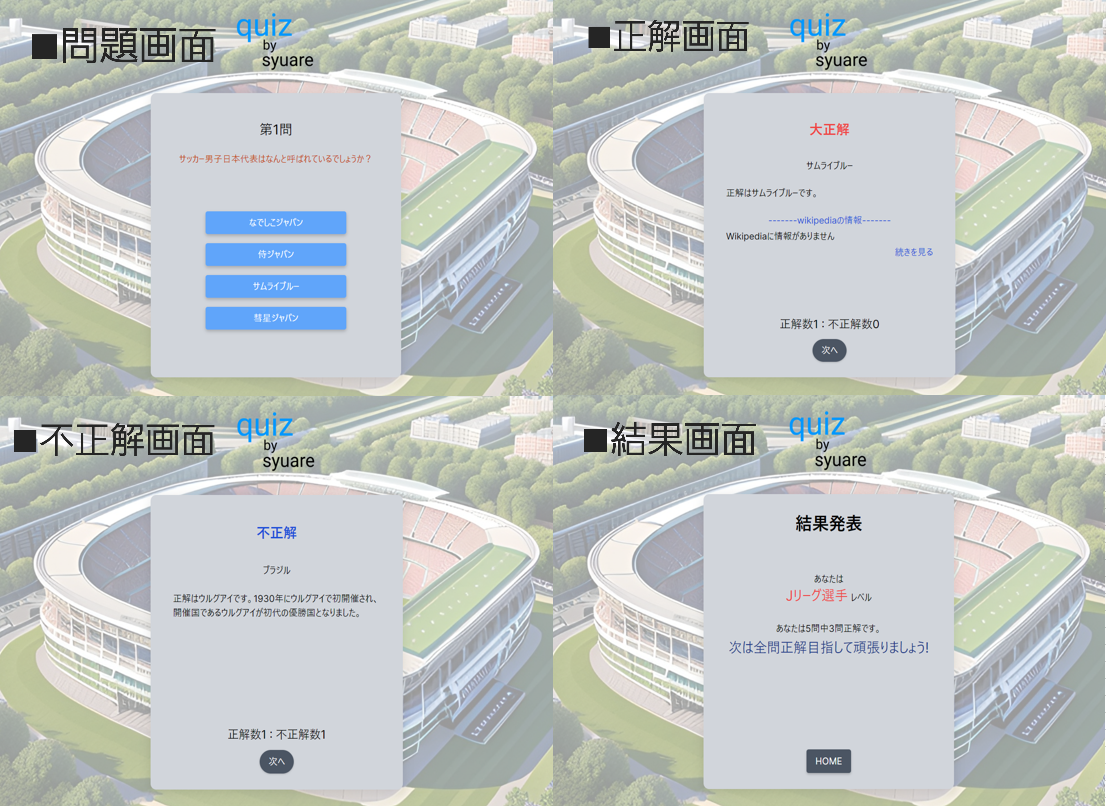 ■問題画面
quiz
by
syuare
第1問
サッカー男子日本代表はなんと呼ばれているでしょうか？
なでしこジャパン
侍ジャパン
サムライブルー
彗星ジャパン
■正解画面
quiz
by
syuare
大正解
サムライブルー
正解はサムライブルーです。
-------wikipediaの情報-------
Wikipediaに情報がありません
続きを見る
正解数1 : 不正解数0
次へ
■不正解画面
quiz
by
syuare
不正解
ブラジル
正解はウルグアイです。1930年にウルグアイで初開催され、
開催国であるウルグアイが初代の優勝国となりました。
正解数1 : 不正解数1
次へ
■結果画面
quiz
by
syuare
結果発表
あなたは
Jリーグ選手 レベル
あなたは5問中3問正解です。
次は全問正解目指して頑張りましょう!
HOME